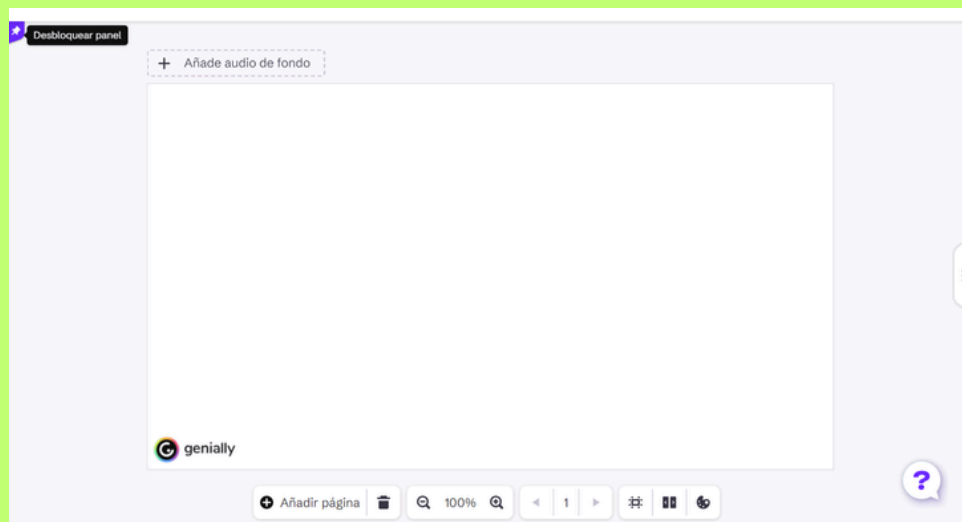 Desbloquear panel
Añade audio de fondo
genially
Añadir página 100% 1
?